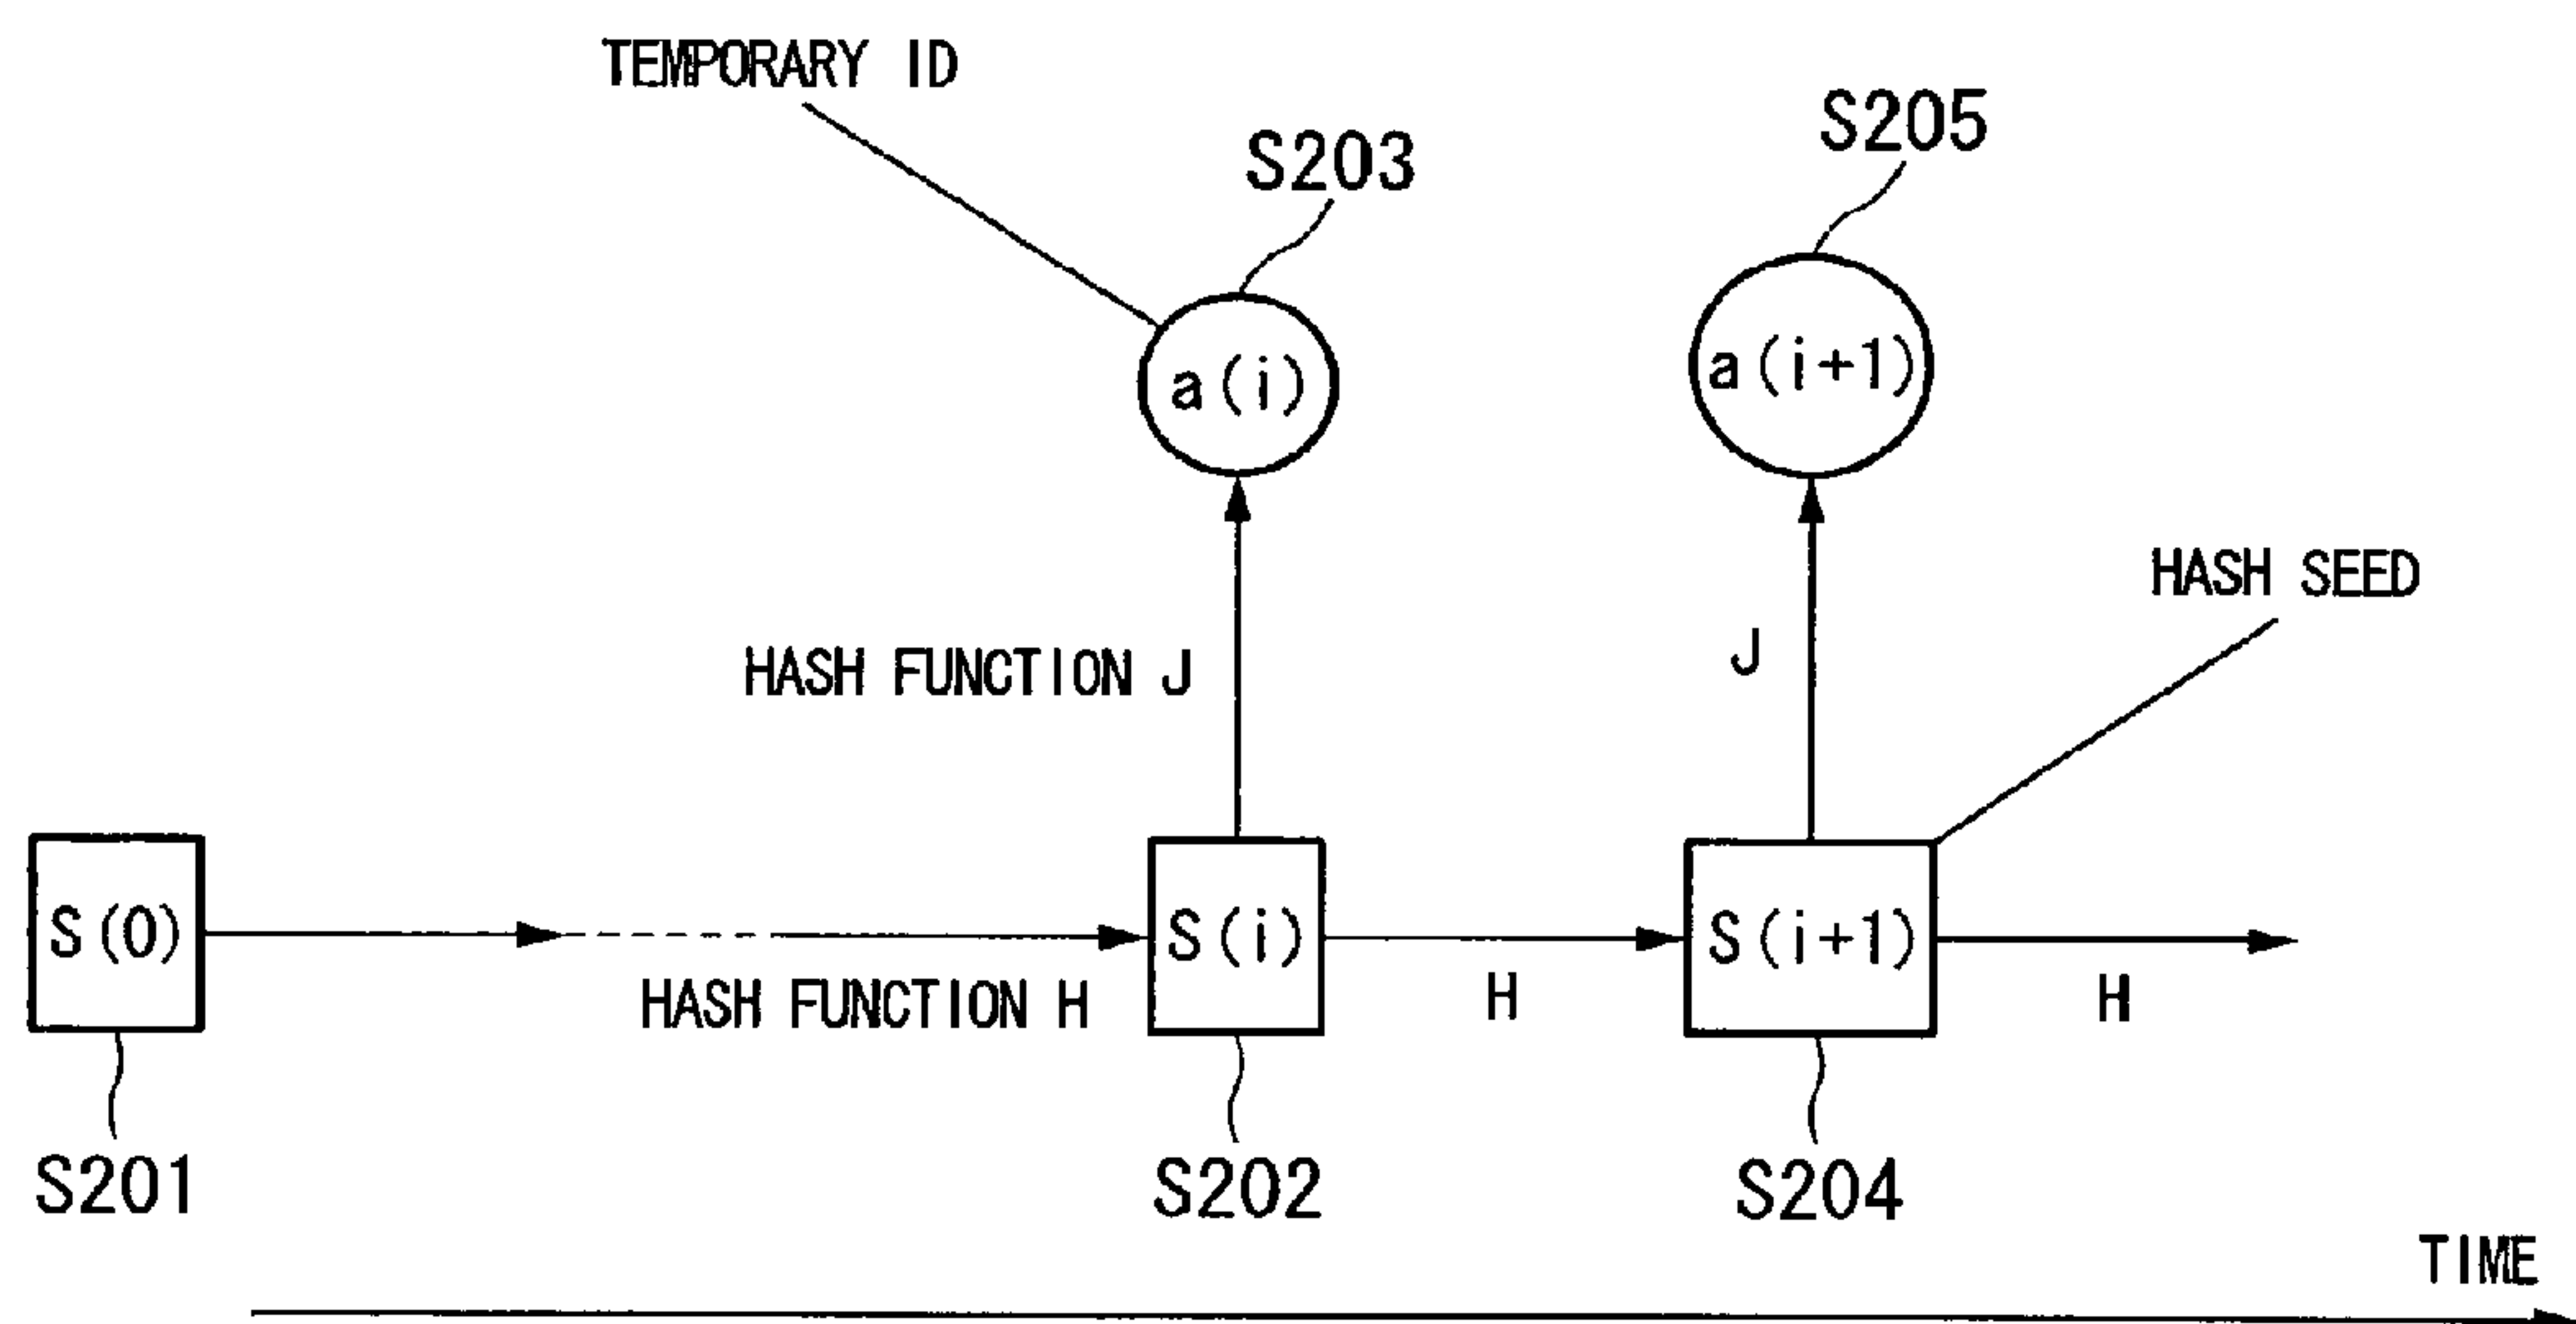 TEMPORARY ID
S203
S205
a(i)
a(i+1)
HASH SEED
HASH FUNCTION J
J
S(0)
S(i)
S(i+1)
HASH FUNCTION H
H
H
S201
S202
S204
TIME